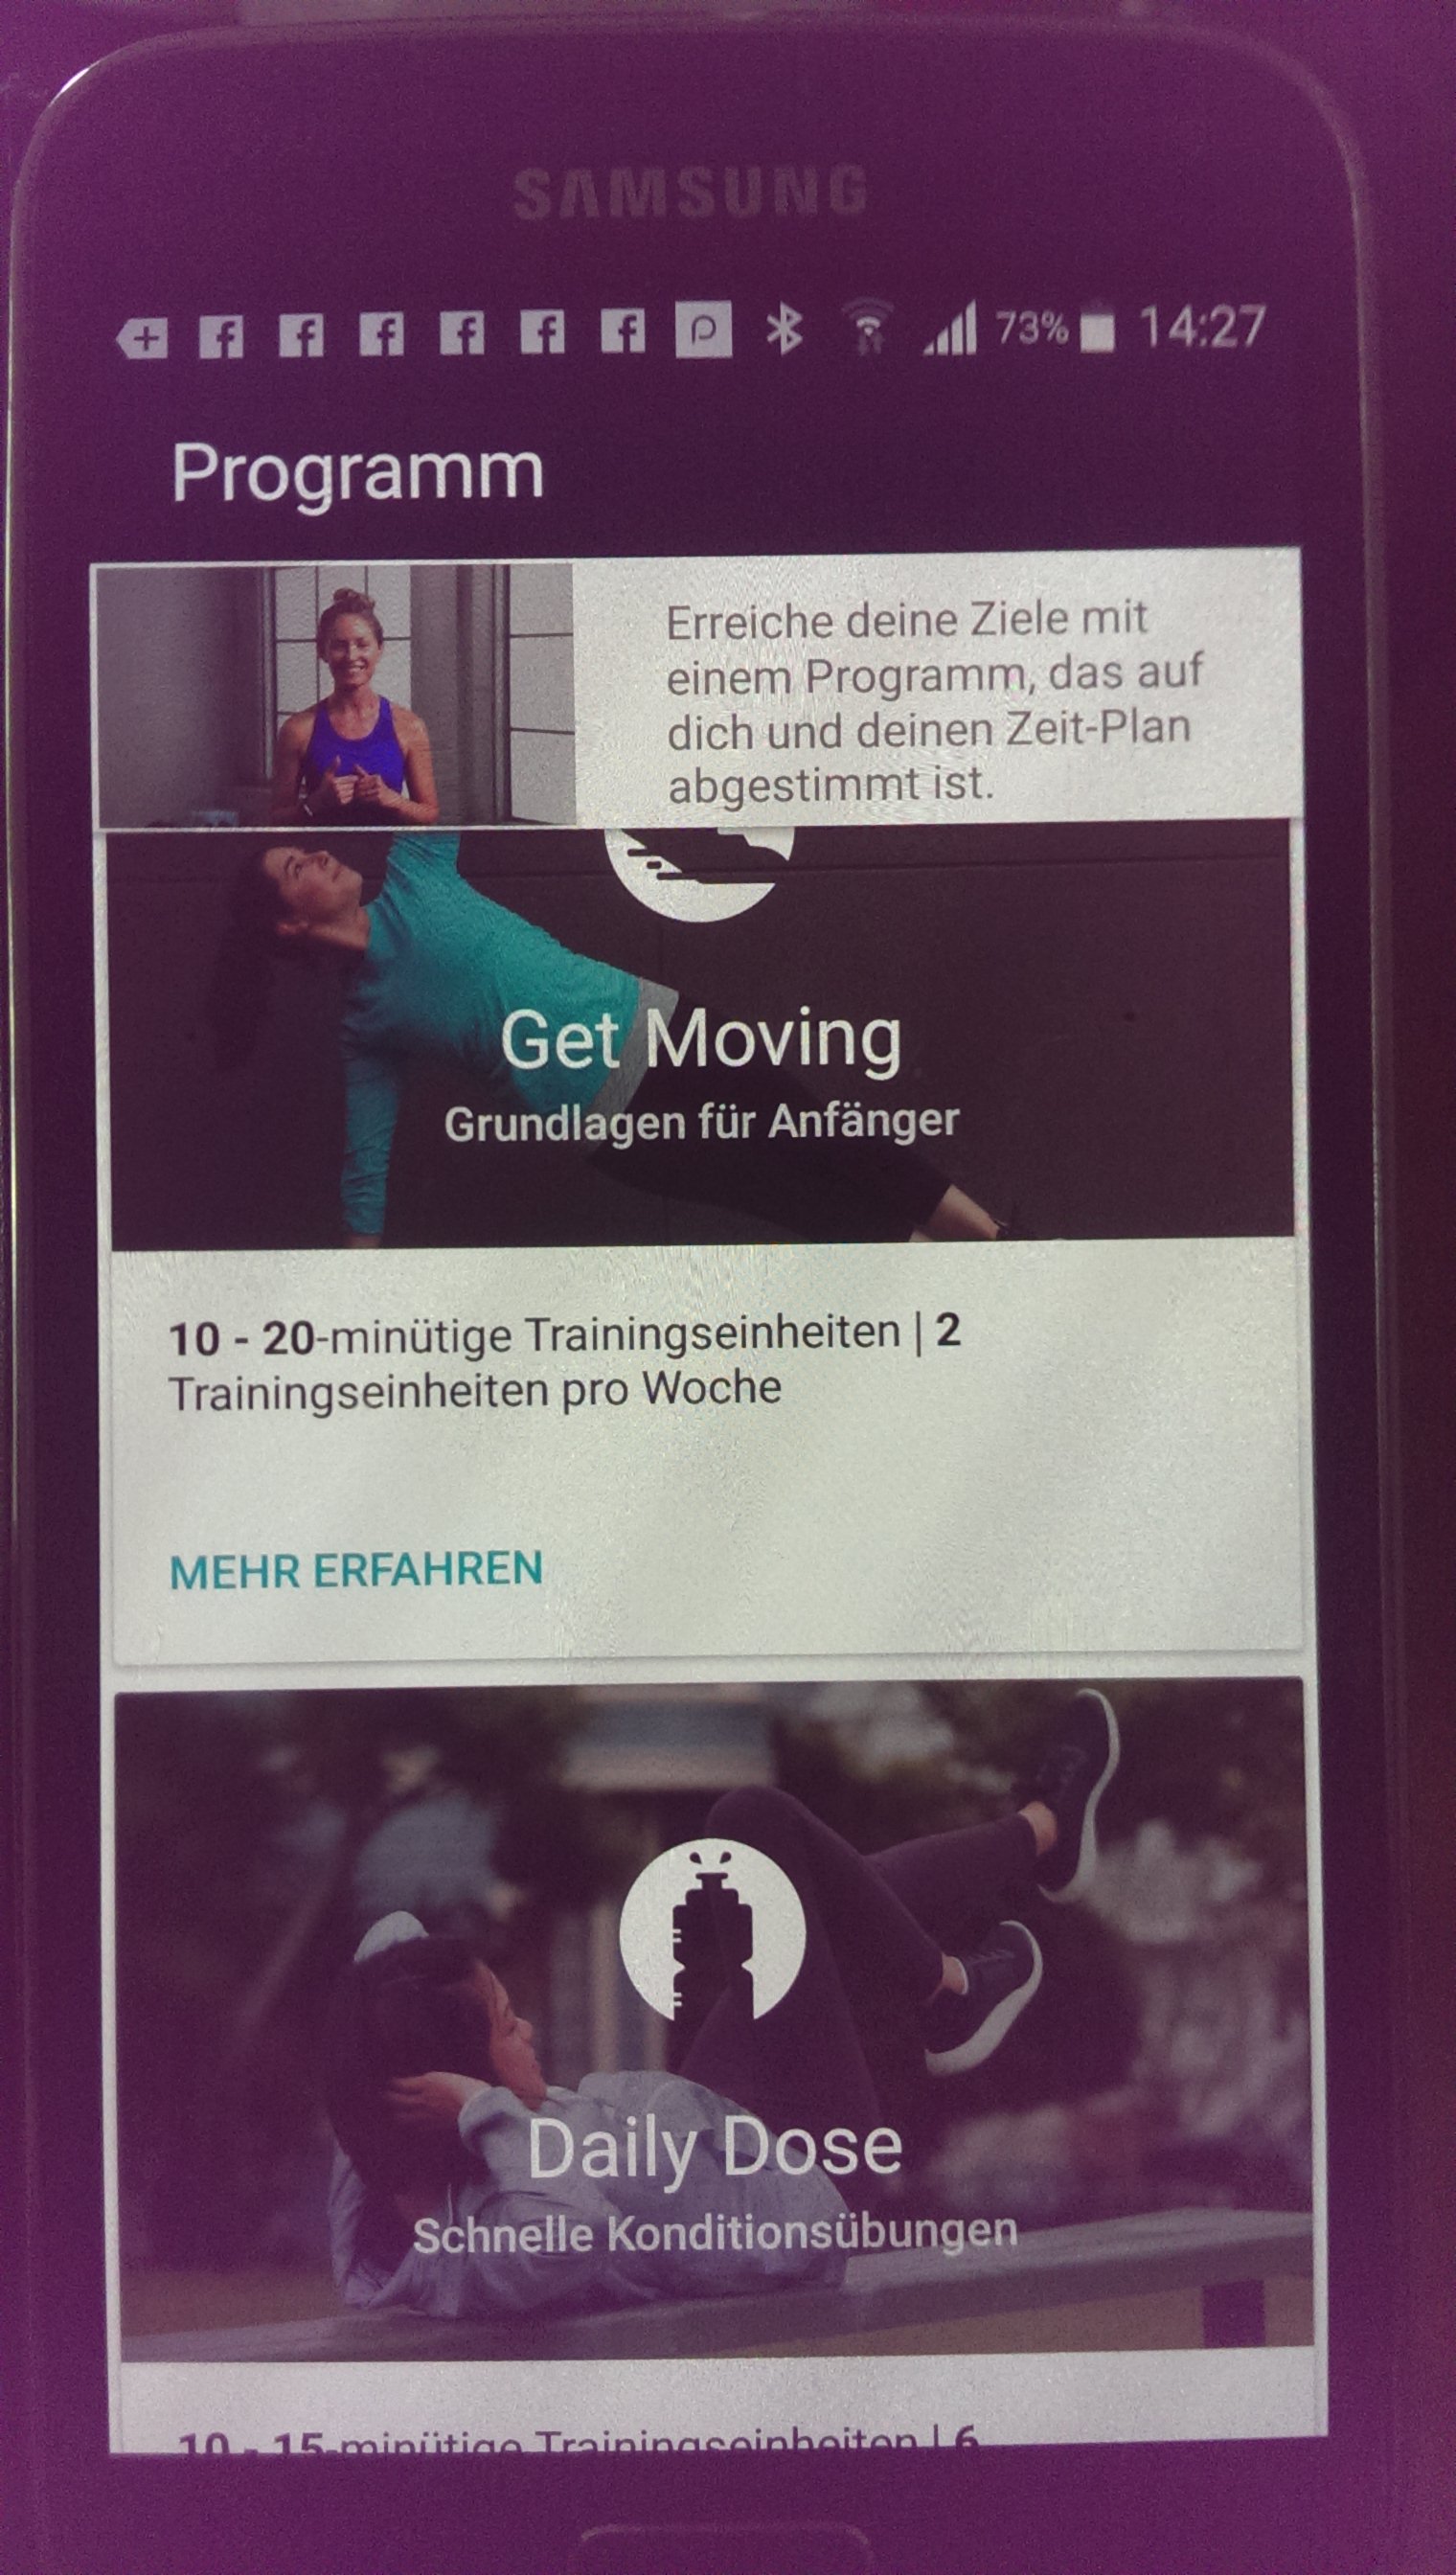 SAMSUNG
73% 14:27
Programm
Erreiche deine Ziele mit
einem Programm, das auf
dich und deinen Zeit-Plan
abgestimmt ist.
Get Moving
Grundlagen für Anfänger
10 - 20-minütige Trainingseinheiten | 2
Trainingseinheiten pro Woche
MEHR ERFAHREN
Daily Dose
Schnelle Konditionsübungen
10 - 15-minütige Trainingseinheiten | 6